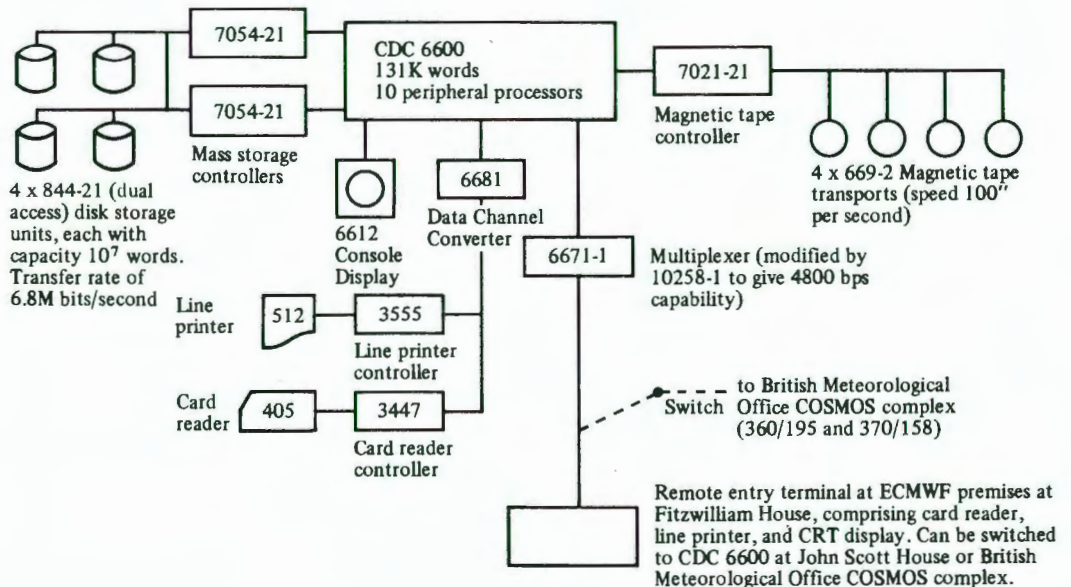 7054-21
CDC 6600
131K words
10 peripheral processors
7021-21
7054-21
Mass storage
controllers
Magnetic tape
controller
4 x 669-2 Magnetic tape
transports (speed 100"
per second)
4 x 844-21 (dual
access) disk storage
units, each with
capacity 10⁷ words.
Transfer rate of
6.8M bits/second
6612
Console
Display
6681
Data Channel
Converter
6671-1
Multiplexer (modified by
10258-1 to give 4800 bps
capability)
Line
printer
512
3555
Line printer
controller
Card
reader
405
3447
Card reader
controller
Switch
to British Meteorological
Office COSMOS complex
(360/195 and 370/158)
Remote entry terminal at ECMWF premises at
Fitzwilliam House, comprising card reader,
line printer, and CRT display. Can be switched
to CDC 6600 at John Scott House or British
Meteorological Office COSMOS complex.